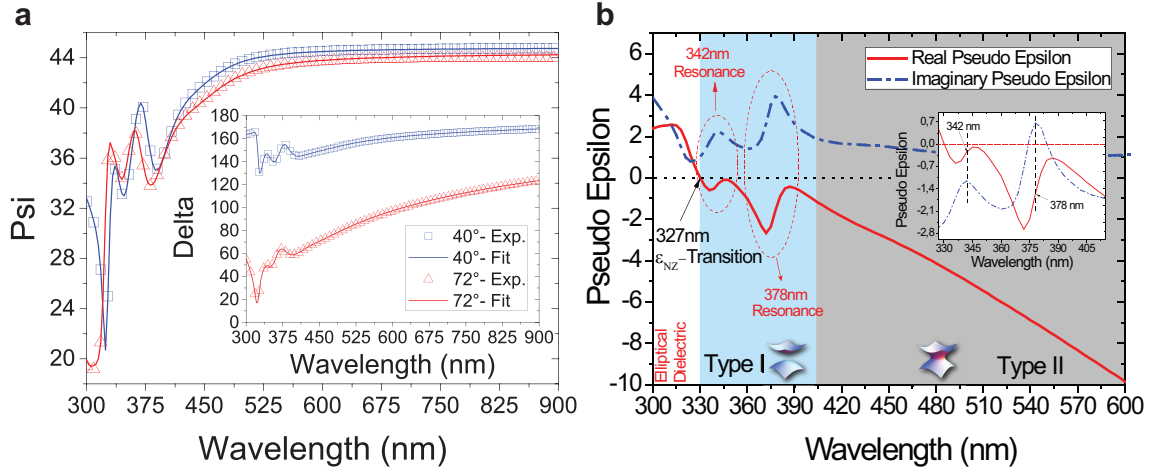 a
44
40
36
32
28
24
20
Psi
300 375 450 525 600 675 750 825 900
Wavelength (nm)
180
160
140
120
100
80
60
40
20
0
Delta
300 375 450 525 600 675 750 825 900
Wavelength (nm)
40°- Exp.
40°- Fit
72°- Exp.
72°- Fit
b
6
4
2
0
-2
-4
-6
-8
-10
Pseudo Epsilon
300 330 360 390 420 450 480 510 540 570 600
Wavelength (nm)
342nm
Resonance
Real Pseudo Epsilon
Imaginary Pseudo Epsilon
327nm
εNZ-Transition
378nm
Resonance
Elliptical
Dielectric
Type I
Type II
0,7
0,0
-0,7
-1,4
-2,1
-2,8
Pseudo Epsilon
342 nm
378 nm
330 345 360 375 390 405
Wavelength (nm)